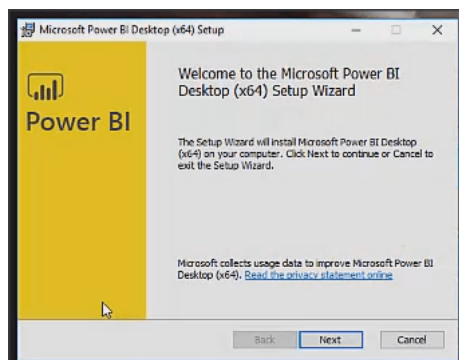 Microsoft Power BI Desktop (x64) Setup
Power BI
Welcome to the Microsoft Power BI
Desktop (x64) Setup Wizard
The Setup Wizard will install Microsoft Power BI Desktop
(x64) on your computer. Click Next to continue or Cancel to
exit the Setup Wizard.
Microsoft collects usage data to improve Microsoft Power BI
Desktop (x64). Read the privacy statement online
Back
Next
Cancel